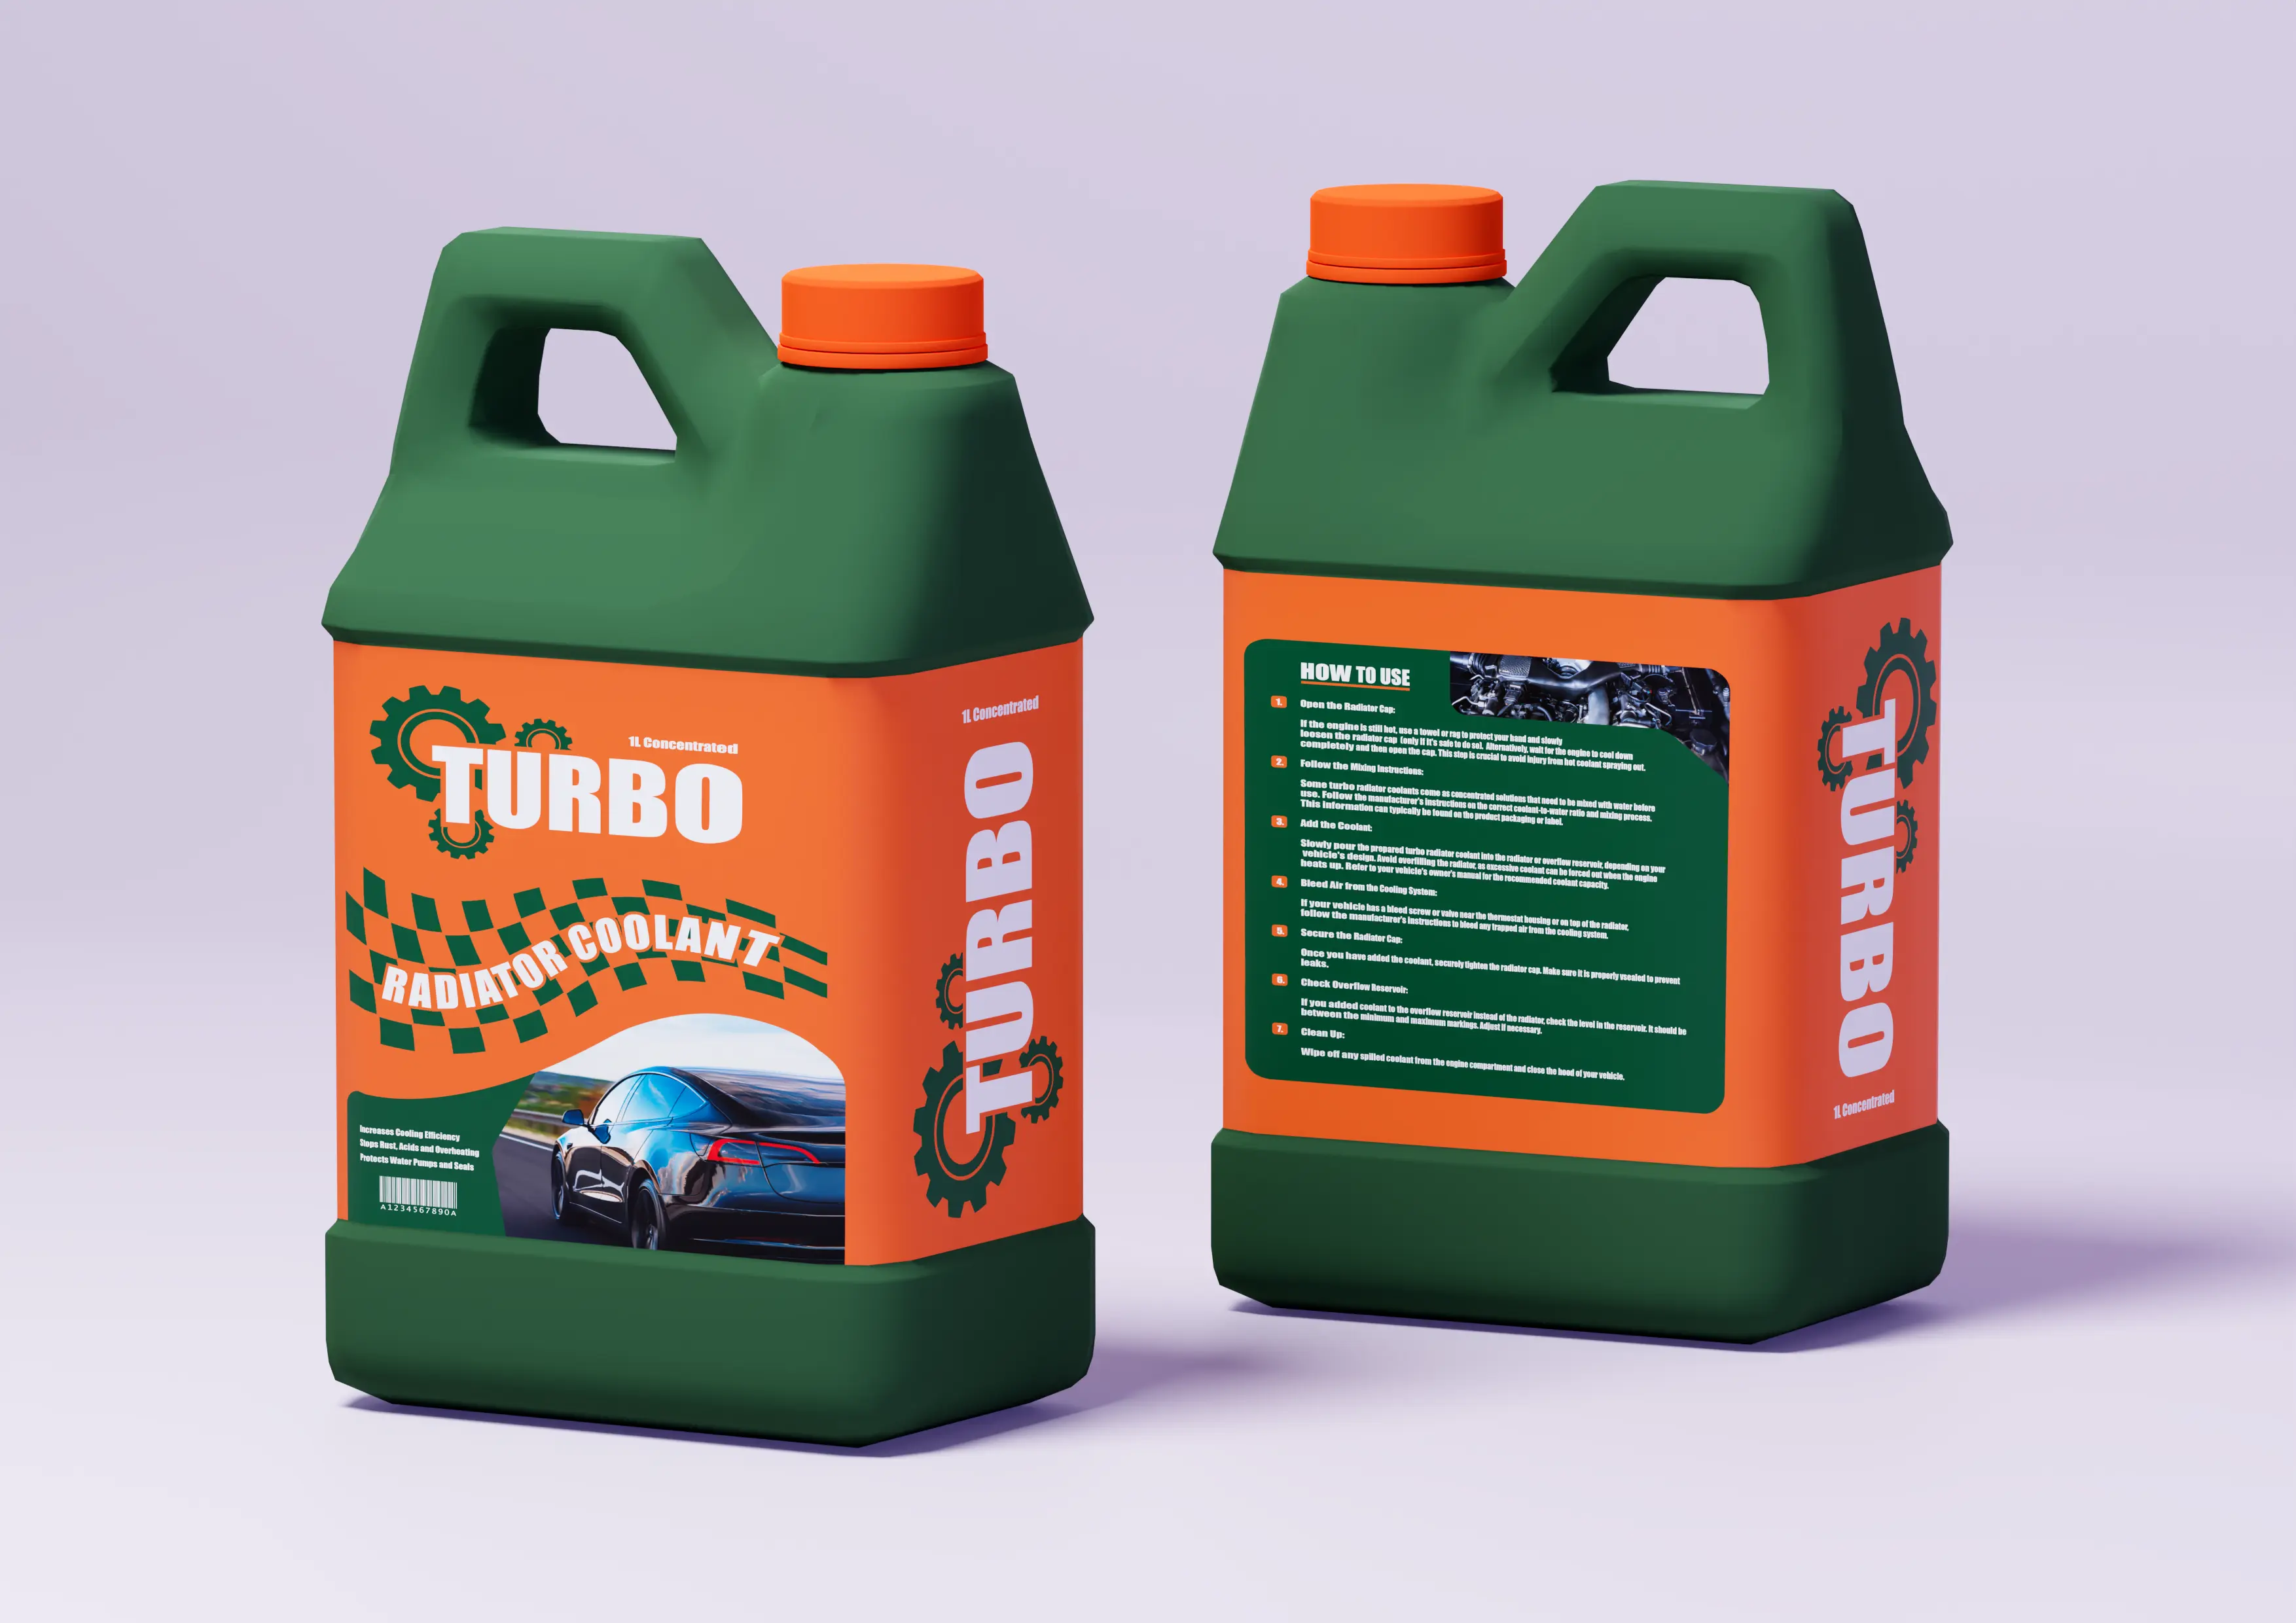 1L Concentrated
TURBO
RADIATOR COOLANT
Increases Cooling Efficiency
Stops Rust, Acids and Overheating
Protects Water Pumps and Seals
A1234567890A
1L Concentrated
TURBO
HOW TO USE
1. Open the Radiator Cap:
If the engine is still hot, use a towel or rag to protect your hand and slowly
loosen the radiator cap (only if it's safe to do so). Alternatively, wait for the engine to cool down
completely and then open the cap. This step is crucial to avoid injury from hot coolant spraying out.
2. Follow the Mixing Instructions:
Some turbo radiator coolants come as concentrated solutions that need to be mixed with water before
use. Follow the manufacturer's instructions on the correct coolant-to-water ratio and mixing process.
This information can typically be found on the product packaging or label.
3. Add the Coolant:
Slowly pour the prepared turbo radiator coolant into the radiator or overflow reservoir, depending on your
vehicle's design. Avoid overfilling the radiator, as excessive coolant can be forced out when the engine
heats up. Refer to your vehicle's owner's manual for the recommended coolant capacity.
4. Bleed Air from the Cooling System:
If your vehicle has a bleed screw or valve near the thermostat housing or on top of the radiator,
follow the manufacturer's instructions to bleed any trapped air from the cooling system.
5. Secure the Radiator Cap:
Once you have added the coolant, securely tighten the radiator cap. Make sure it is properly vsealed to prevent
leaks.
6. Check Overflow Reservoir:
If you added coolant to the overflow reservoir instead of the radiator, check the level in the reservoir. It should be
between the minimum and maximum markings. Adjust if necessary.
7. Clean Up:
Wipe off any spilled coolant from the engine compartment and close the hood of your vehicle.
TURBO
1L Concentrated